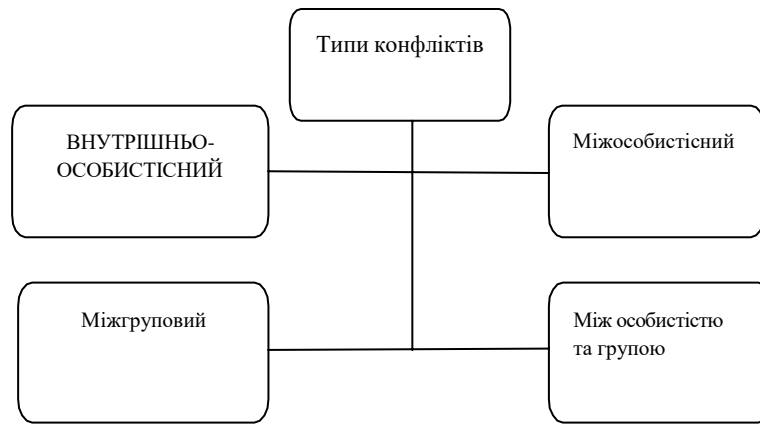 Типи конфліктів
ВНУТРІШНЬО-
ОСОБИСТІСНИЙ
Міжособистісний
Міжгруповий
Між особистістю
та групою